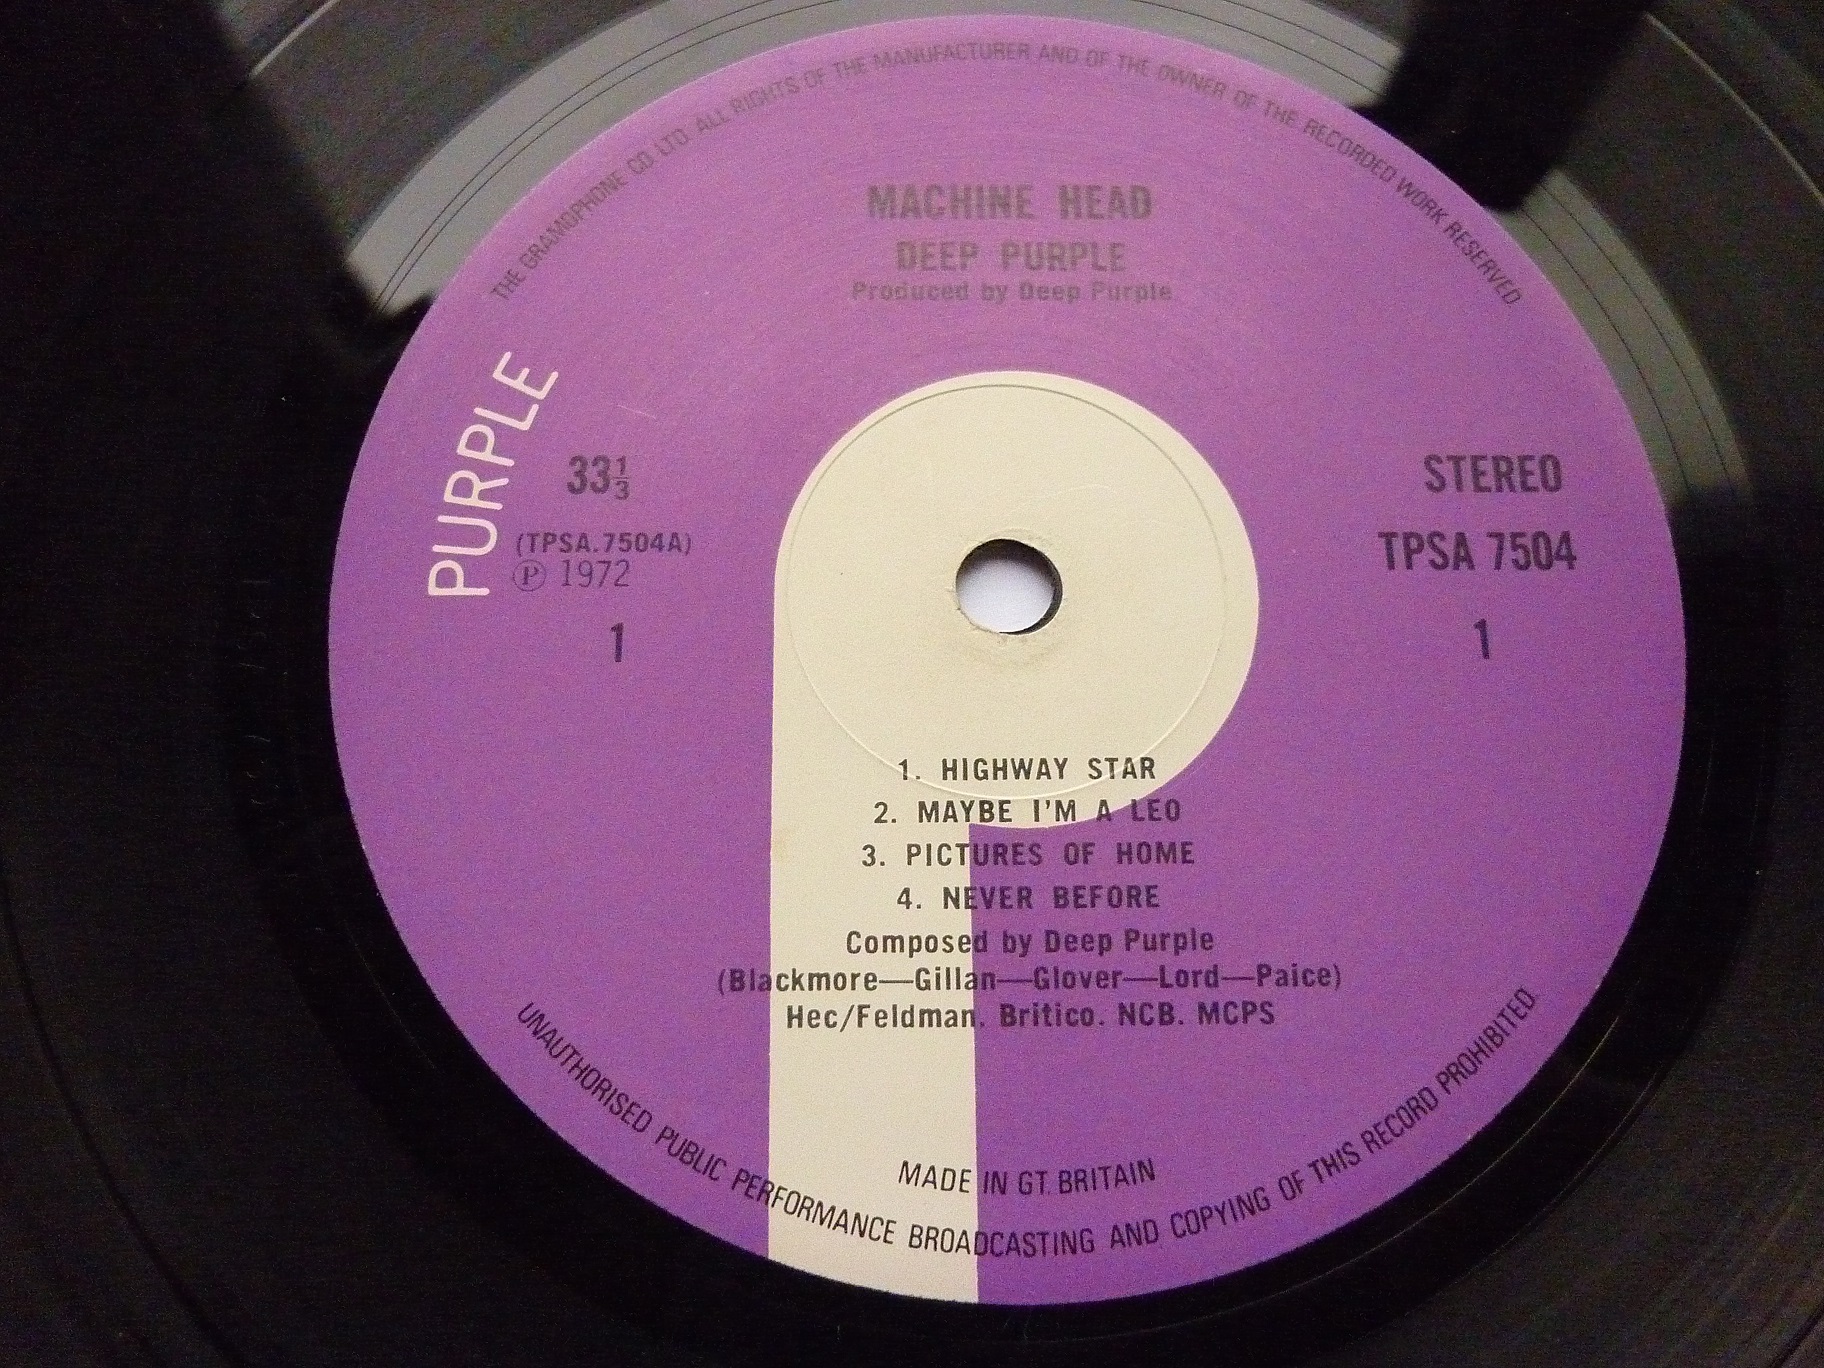 THE GRAMOPHONE CO. LTD. ALL RIGHTS OF THE MANUFACTURER AND OF THE OWNER OF THE RECORDED WORK RESERVED
MACHINE HEAD
DEEP PURPLE
Produced by Deep Purple
PURPLE
33⅓
(TPSA.7504A)
Ⓟ 1972
1
STEREO
TPSA 7504
1
1. HIGHWAY STAR
2. MAYBE I'M A LEO
3. PICTURES OF HOME
4. NEVER BEFORE
Composed by Deep Purple
(Blackmore—Gillan—Glover—Lord—Paice)
Hec/Feldman. Britico. NCB. MCPS
MADE IN GT. BRITAIN
UNAUTHORISED PUBLIC PERFORMANCE BROADCASTING AND COPYING OF THIS RECORD PROHIBITED